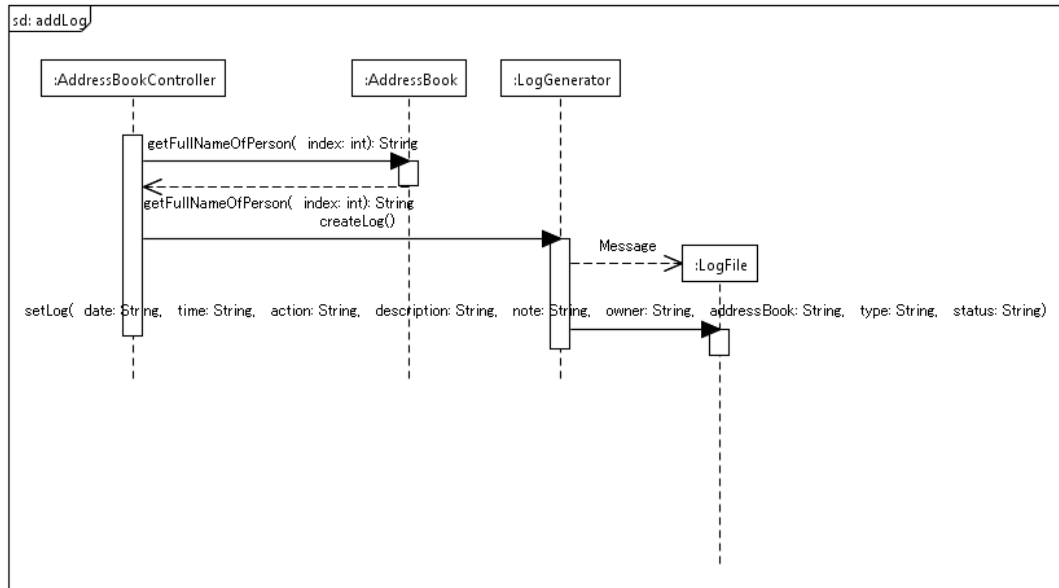 sd: addLog
:AddressBookController
:AddressBook
:LogGenerator
getFullNameOfPerson( index: int): String
getFullNameOfPerson( index: int): String
createLog()
Message
:LogFile
setLog( date: String, time: String, action: String, description: String, note: String, owner: String, addressBook: String, type: String, status: String)